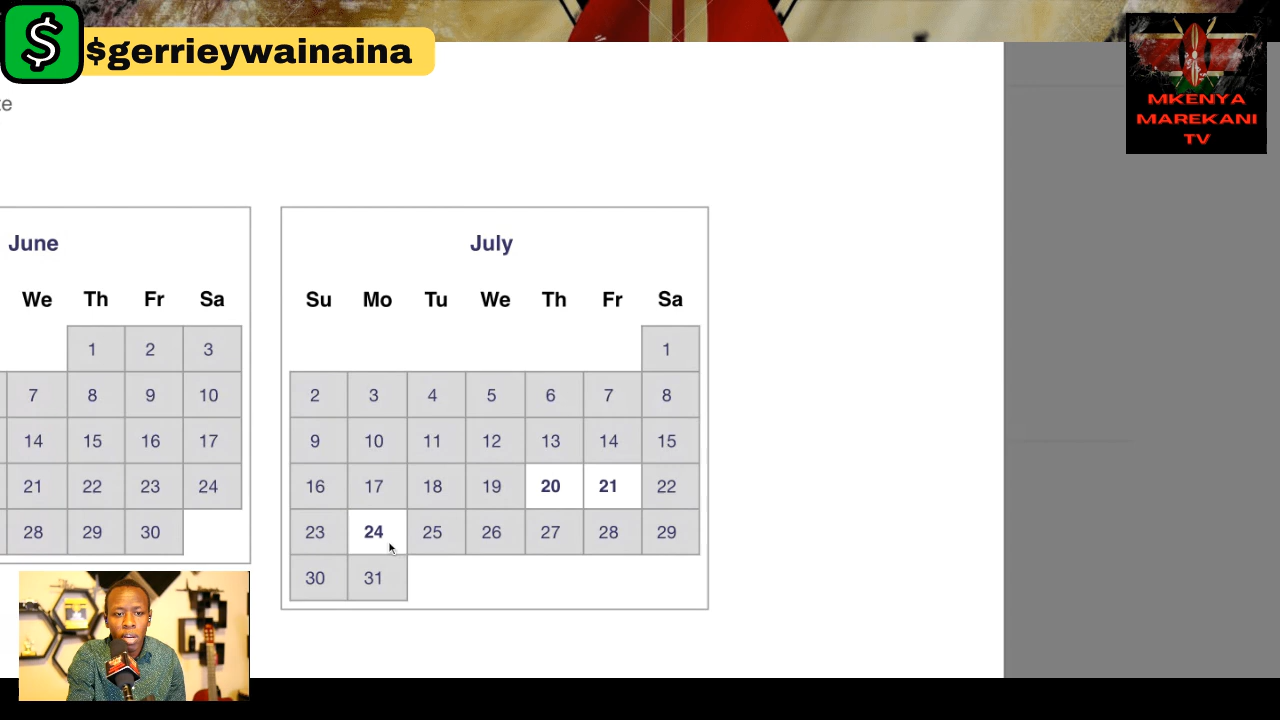 $ $gerrieywainaina
MKENYA
MAREKANI
TV
te
June
We Th Fr Sa
1 2 3
7 8 9 10
14 15 16 17
21 22 23 24
28 29 30
July
Su Mo Tu We Th Fr Sa
1
2 3 4 5 6 7 8
9 10 11 12 13 14 15
16 17 18 19 20 21 22
23 24 25 26 27 28 29
30 31